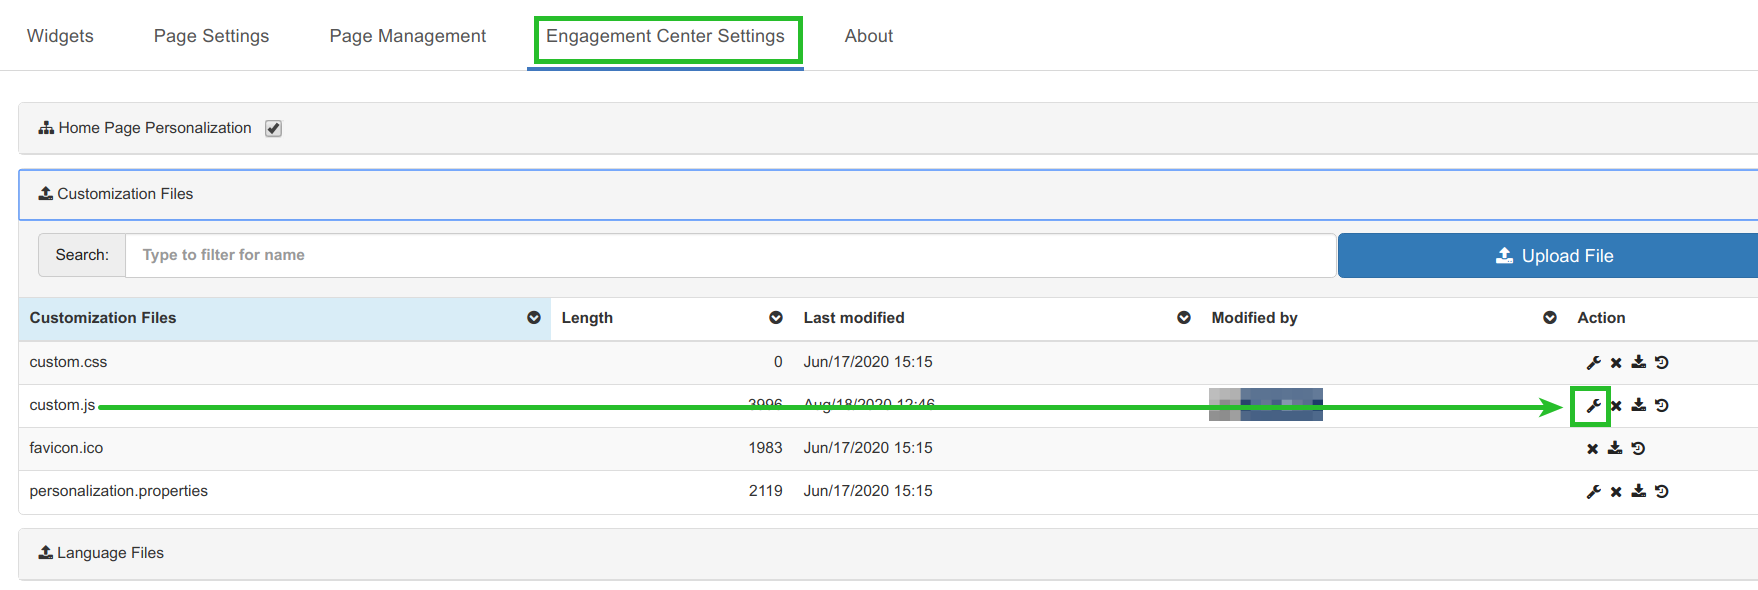 Widgets Page Settings Page Management Engagement Center Settings About
Home Page Personalization
Customization Files
Search: Type to filter for name Upload File
Customization Files Length Last modified Modified by Action
custom.css 0 Jun/17/2020 15:15
custom.js 3996 Aug/18/2020 12:46
favicon.ico 1983 Jun/17/2020 15:15
personalization.properties 2119 Jun/17/2020 15:15
Language Files